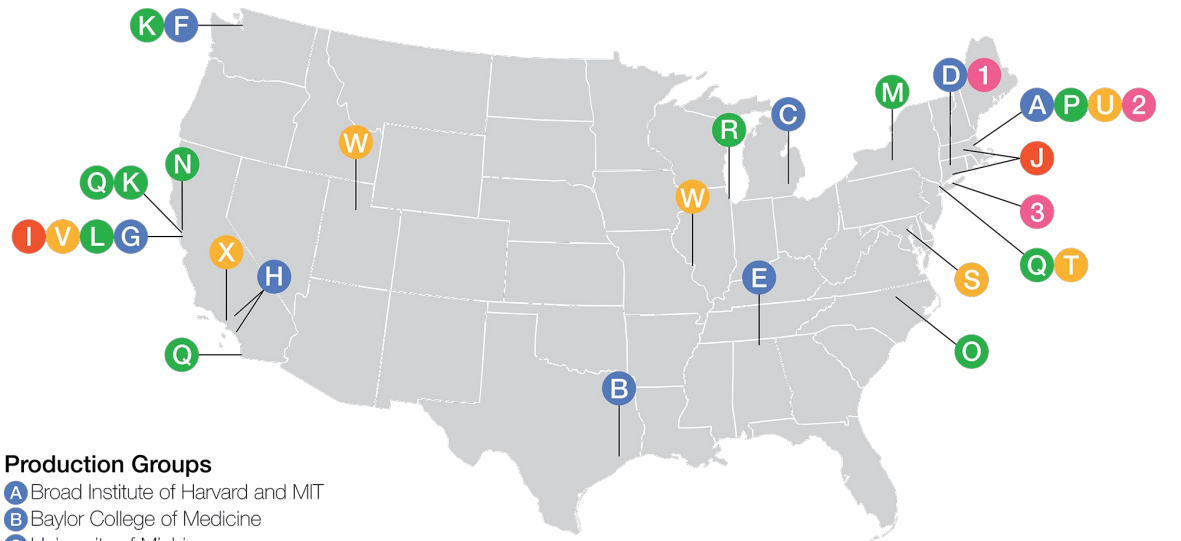 K F
D 1
M
A P U 2
C
R
W
J
N
Q K
W
3
I V L G
X
Q T
H
E
S
Q
O
B
Production Groups
A Broad Institute of Harvard and MIT
B Baylor College of Medicine